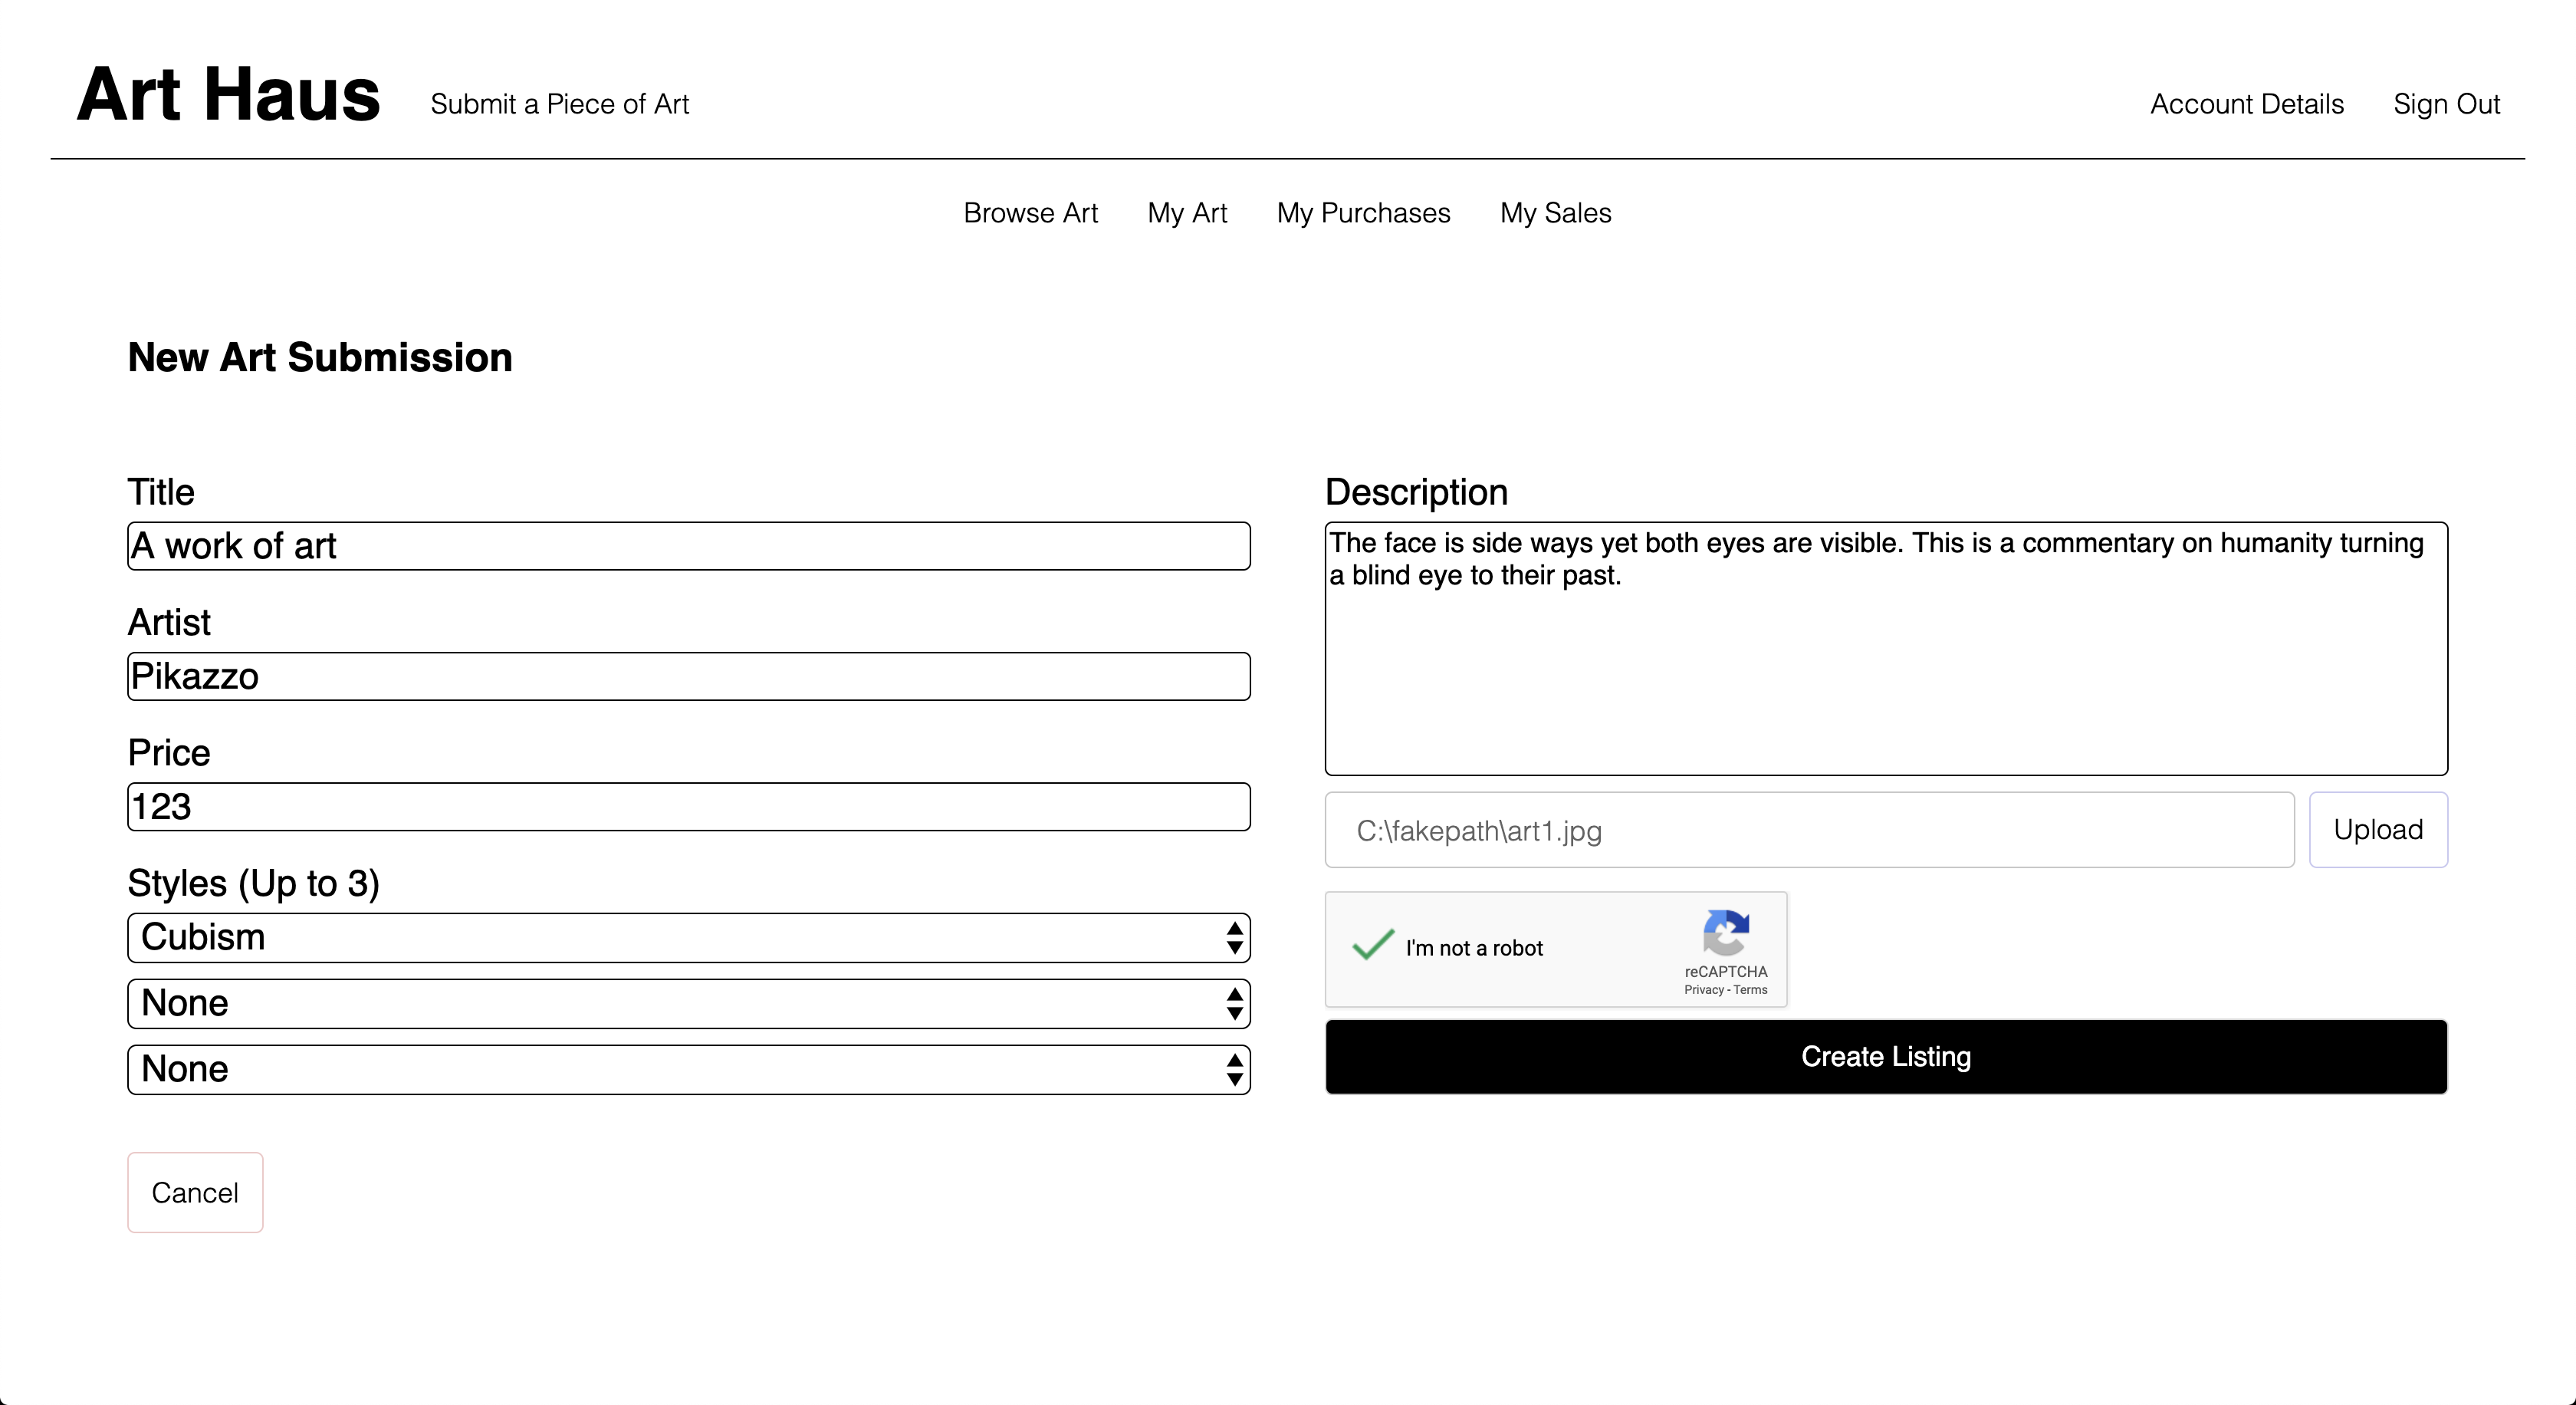 Art Haus
Submit a Piece of Art
Account Details
Sign Out
Browse Art
My Art
My Purchases
My Sales
New Art Submission
Title
A work of art
Artist
Pikazzo
Price
123
Styles (Up to 3)
Cubism
None
None
Cancel
Description
The face is side ways yet both eyes are visible. This is a commentary on humanity turning
a blind eye to their past.
C:\fakepath\art1.jpg
Upload
I'm not a robot
reCAPTCHA
Privacy - Terms
Create Listing